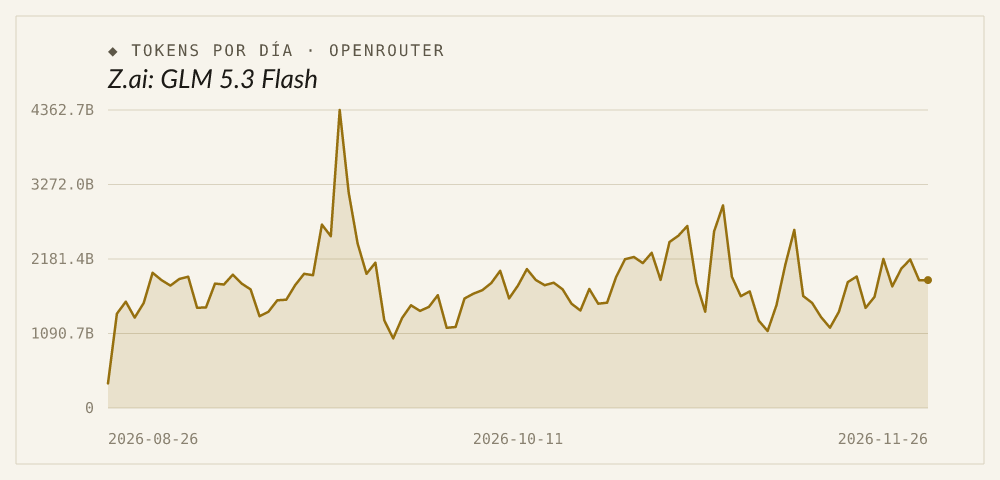 ◆ TOKENS POR DÍA · OPENROUTER
Z.ai: GLM 5.3 Flash
4362.7B
3272.0B
2181.4B
1090.7B
0
2026-08-26 2026-10-11 2026-11-26